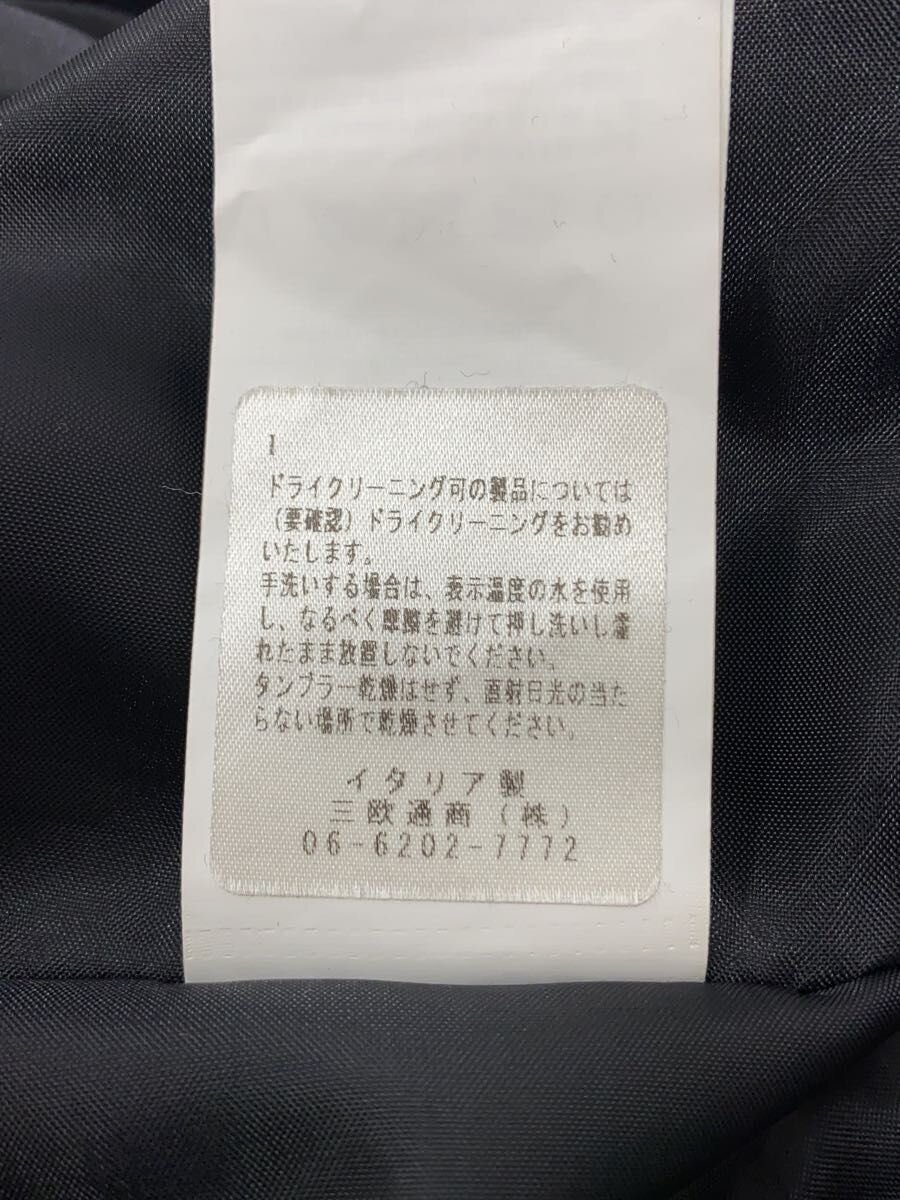 1
ドライクリーニング可の製品については
(要確認)ドライクリーニングをお勧め
いたします。
手洗いする場合は、表示温度の水を使用
し、なるべく摩擦を避けて押し洗いし濡
れたまま放置しないでください。
タンブラー乾燥はせず、直射日光の当た
らない場所で乾燥させてください。
イタリア製
三欧通商(株)
06-6202-7772